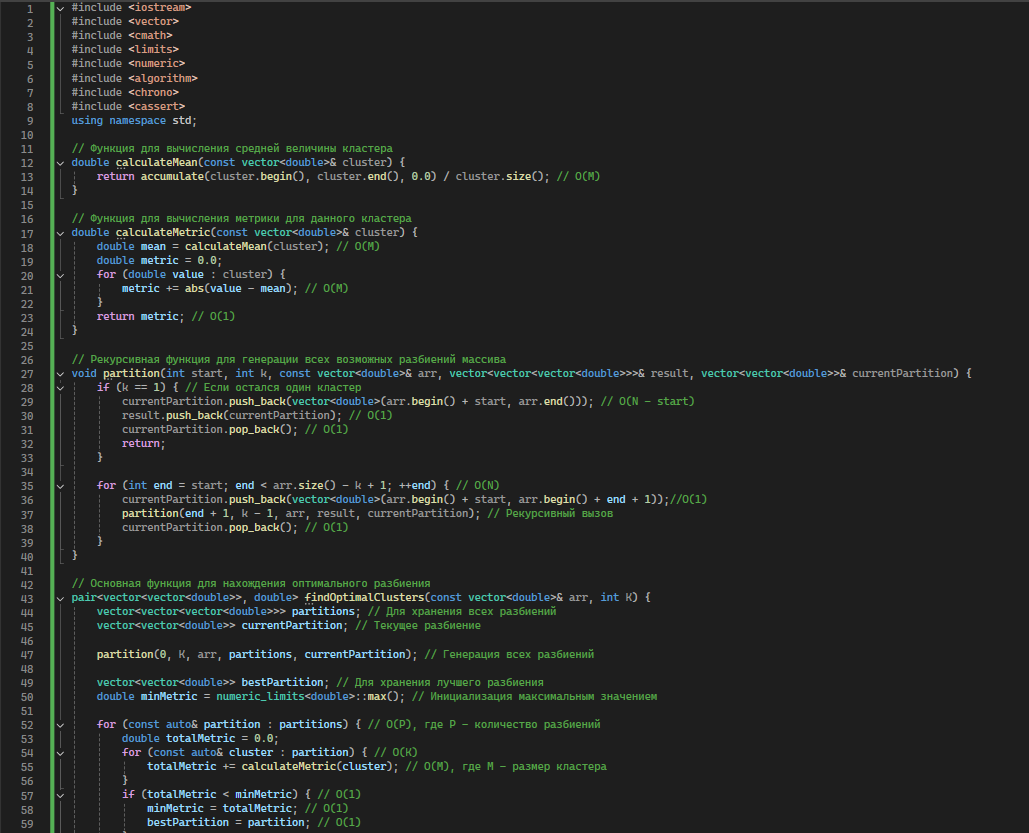 1 #include <iostream>
2 #include <vector>
3 #include <cmath>
4 #include <limits>
5 #include <numeric>
6 #include <algorithm>
7 #include <chrono>
8 #include <cassert>
9 using namespace std;
10
11 // Функция для вычисления средней величины кластера
12 double calculateMean(const vector<double>& cluster) {
13     return accumulate(cluster.begin(), cluster.end(), 0.0) / cluster.size(); // O(M)
14 }
15
16 // Функция для вычисления метрики для данного кластера
17 double calculateMetric(const vector<double>& cluster) {
18     double mean = calculateMean(cluster); // O(M)
19     double metric = 0.0;
20     for (double value : cluster) {
21         metric += abs(value - mean); // O(M)
22     }
23     return metric; // O(1)
24 }
25
26 // Рекурсивная функция для генерации всех возможных разбиений массива
27 void partition(int start, int k, const vector<double>& arr, vector<vector<vector<double>>>& result, vector<vector<double>>& currentPartition) {
28     if (k == 1) { // Если остался один кластер
29         currentPartition.push_back(vector<double>(arr.begin() + start, arr.end())); // O(N - start)
30         result.push_back(currentPartition); // O(1)
31         currentPartition.pop_back(); // O(1)
32         return;
33     }
34
35     for (int end = start; end < arr.size() - k + 1; ++end) { // O(N)
36         currentPartition.push_back(vector<double>(arr.begin() + start, arr.begin() + end + 1));//O(1)
37         partition(end + 1, k - 1, arr, result, currentPartition); // Рекурсивный вызов
38         currentPartition.pop_back(); // O(1)
39     }
40 }
41
42 // Основная функция для нахождения оптимального разбиения
43 pair<vector<vector<double>>, double> findOptimalClusters(const vector<double>& arr, int K) {
44     vector<vector<vector<double>>> partitions; // Для хранения всех разбиений
45     vector<vector<double>> currentPartition; // Текущее разбиение
46
47     partition(0, K, arr, partitions, currentPartition); // Генерация всех разбиений
48
49     vector<vector<double>> bestPartition; // Для хранения лучшего разбиения
50     double minMetric = numeric_limits<double>::max(); // Инициализация максимальным значением
51
52     for (const auto& partition : partitions) { // O(P), где P - количество разбиений
53         double totalMetric = 0.0;
54         for (const auto& cluster : partition) { // O(K)
55             totalMetric += calculateMetric(cluster); // O(M), где M - размер кластера
56         }
57         if (totalMetric < minMetric) { // O(1)
58             minMetric = totalMetric; // O(1)
59             bestPartition = partition; // O(1)